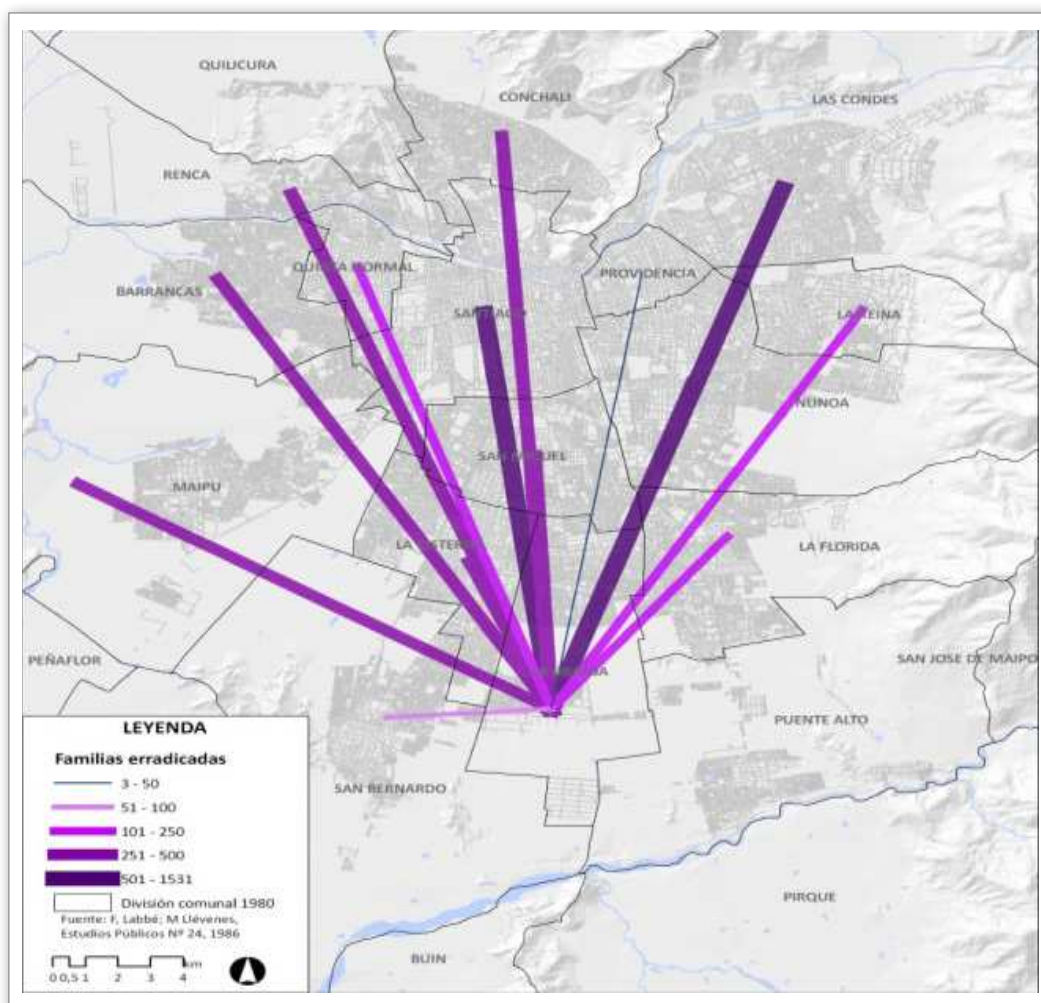 QUILICURA
CONCHALI
LAS CONDES
RENCA
QUINTA NORMAL
PROVIDENCIA
BARRANCAS
SANTIAGO
LA REINA
ÑUÑOA
SAN MIGUEL
MAIPU
LA CISTERNA
LA FLORIDA
PEÑAFLOR
SAN JOSE DE MAIPO
PUENTE ALTO
SAN BERNARDO
PIRQUE
BUIN
LEYENDA
Familias erradicadas
3 - 50
51 - 100
101 - 250
251 - 500
501 - 1531
División comunal 1980
Fuente: F, Labbé; M Llévenes,
Estudios Públicos Nº 24, 1986
km
0 0,5 1 2 3 4